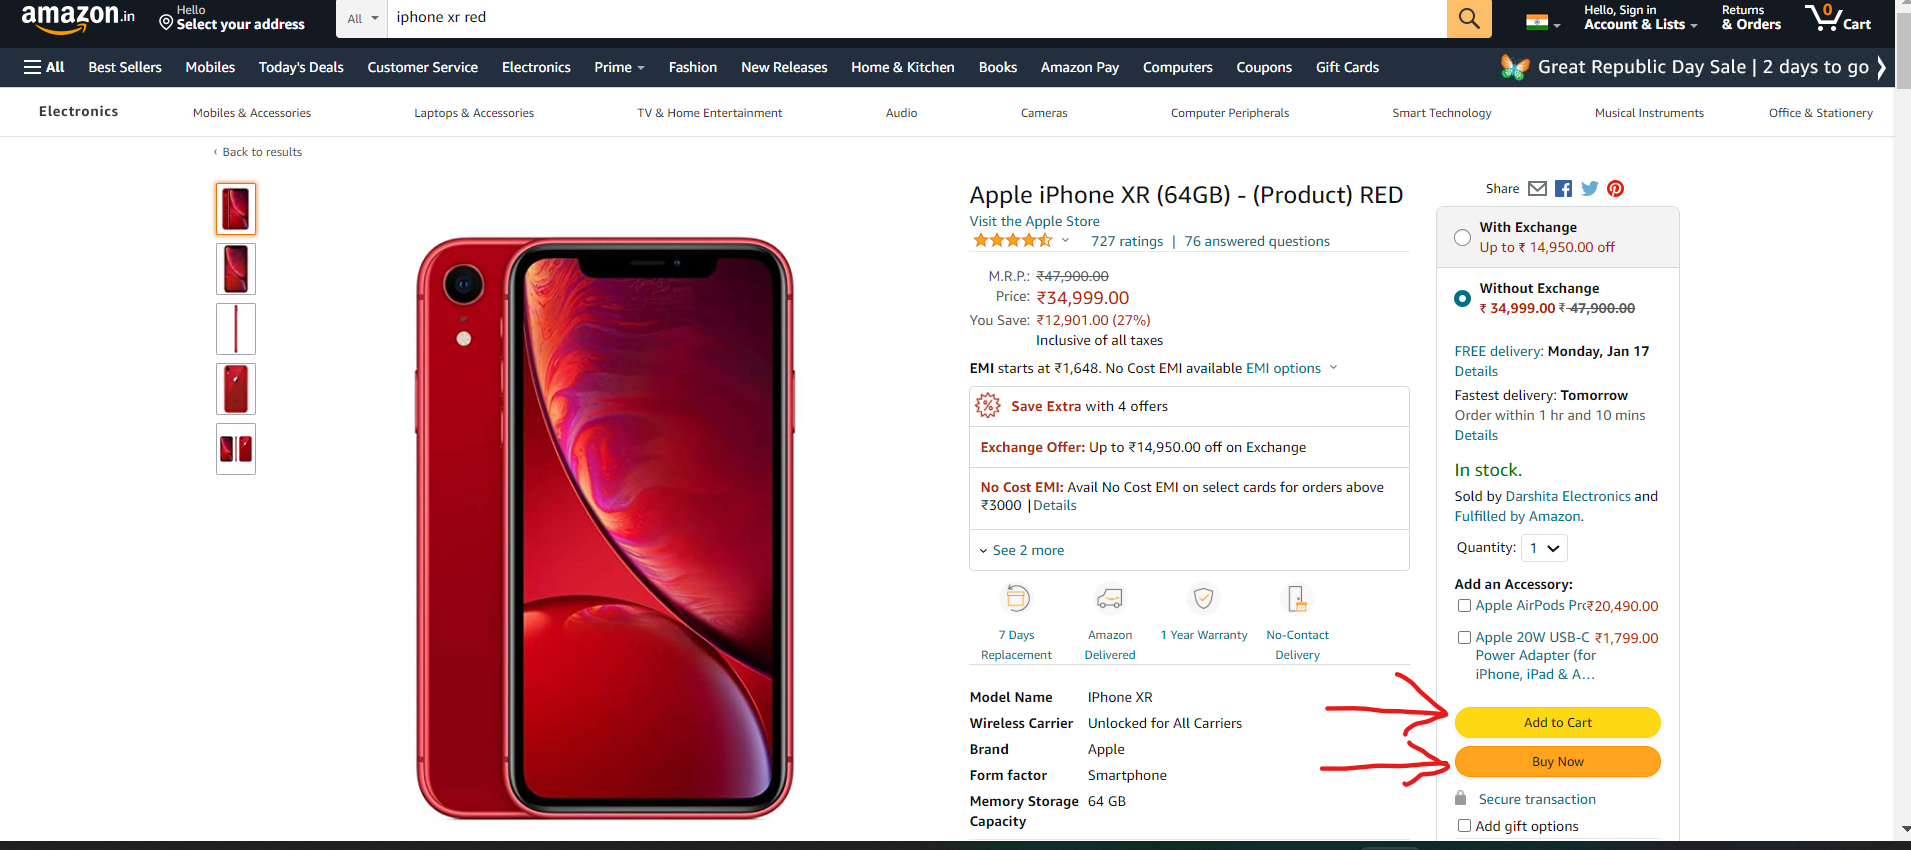 amazon.in
Hello
Select your address
All
iphone xr red
Hello, Sign in
Account & Lists
Returns
& Orders
0
Cart
All
Best Sellers
Mobiles
Today's Deals
Customer Service
Electronics
Prime
Fashion
New Releases
Home & Kitchen
Books
Amazon Pay
Computers
Coupons
Gift Cards
Great Republic Day Sale | 2 days to go
Electronics
Mobiles & Accessories
Laptops & Accessories
TV & Home Entertainment
Audio
Cameras
Computer Peripherals
Smart Technology
Musical Instruments
Office & Stationery
‹ Back to results
Apple iPhone XR (64GB) - (Product) RED
Visit the Apple Store
727 ratings | 76 answered questions
M.R.P.: ₹47,900.00
Price: ₹34,999.00
You Save: ₹12,901.00 (27%)
Inclusive of all taxes
EMI starts at ₹1,648. No Cost EMI available EMI options
Save Extra with 4 offers
Exchange Offer: Up to ₹14,950.00 off on Exchange
No Cost EMI: Avail No Cost EMI on select cards for orders above
₹3000 |Details
See 2 more
7 Days
Replacement
Amazon
Delivered
1 Year Warranty
No-Contact
Delivery
Model Name IPhone XR
Wireless Carrier Unlocked for All Carriers
Brand Apple
Form factor Smartphone
Memory Storage 64 GB
Capacity
Share
With Exchange
Up to ₹ 14,950.00 off
Without Exchange
₹ 34,999.00 ₹ 47,900.00
FREE delivery: Monday, Jan 17
Details
Fastest delivery: Tomorrow
Order within 1 hr and 10 mins
Details
In stock.
Sold by Darshita Electronics and
Fulfilled by Amazon.
Quantity: 1
Add an Accessory:
Apple AirPods Pro ₹20,490.00
Apple 20W USB-C ₹1,799.00
Power Adapter (for
iPhone, iPad & A…
Add to Cart
Buy Now
Secure transaction
Add gift options